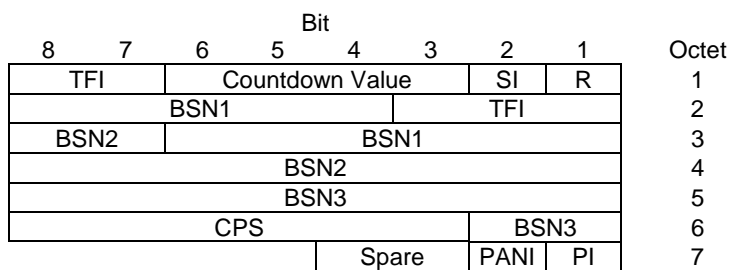 Bit
8 7 6 5 4 3 2 1 Octet
TFI Countdown Value SI R 1
BSN1 TFI 2
BSN2 BSN1 3
BSN2 4
BSN3 5
CPS BSN3 6
Spare PANI PI 7